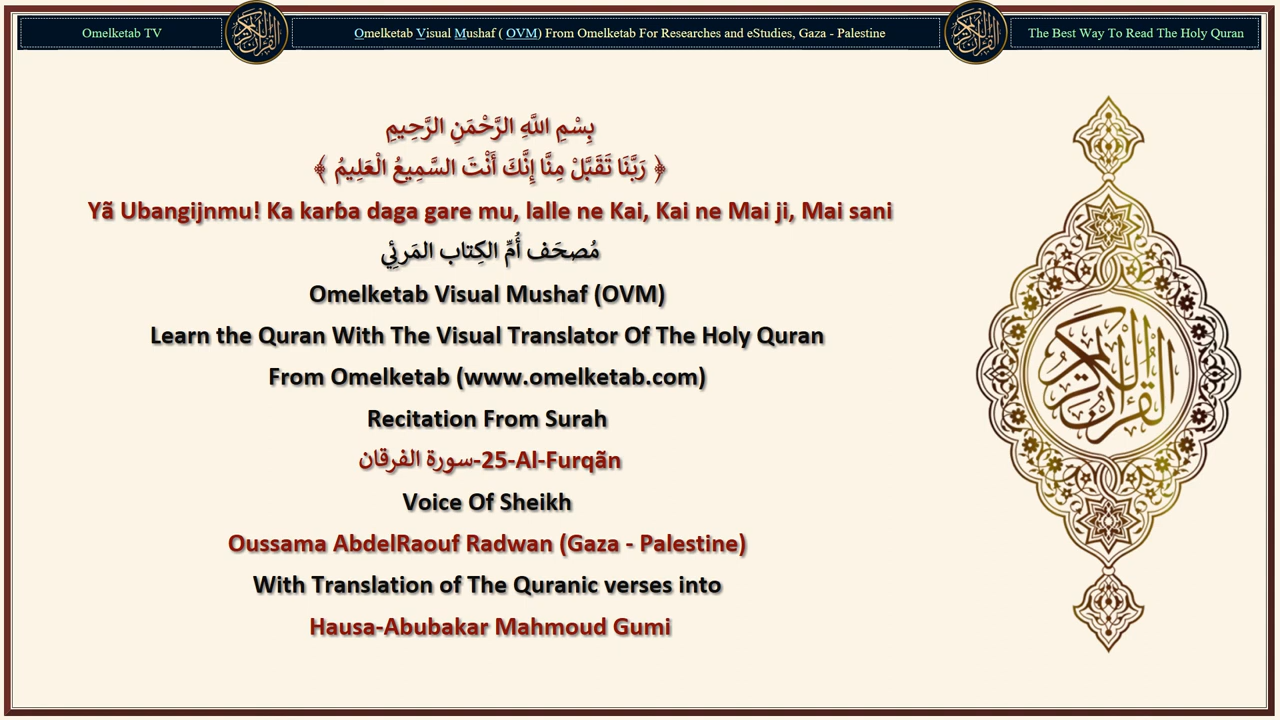 Omelketab TV
Omelketab Visual Mushaf ( OVM) From Omelketab For Researches and eStudies, Gaza - Palestine
The Best Way To Read The Holy Quran
بِسْمِ اللَّهِ الرَّحْمَنِ الرَّحِيمِ
﴿ رَبَّنَا تَقَبَّلْ مِنَّا إِنَّكَ أَنْتَ السَّمِيعُ الْعَلِيمُ ﴾
Yã Ubangijnmu! Ka karɓa daga gare mu, lalle ne Kai, Kai ne Mai ji, Mai sani
مُصحَف أُمِّ الكِتاب المَرئِي
Omelketab Visual Mushaf (OVM)
Learn the Quran With The Visual Translator Of The Holy Quran
From Omelketab (www.omelketab.com)
Recitation From Surah
سورة الفرقان-25-Al-Furqãn
Voice Of Sheikh
Oussama AbdelRaouf Radwan (Gaza - Palestine)
With Translation of The Quranic verses into
Hausa-Abubakar Mahmoud Gumi
القرآن الكريم